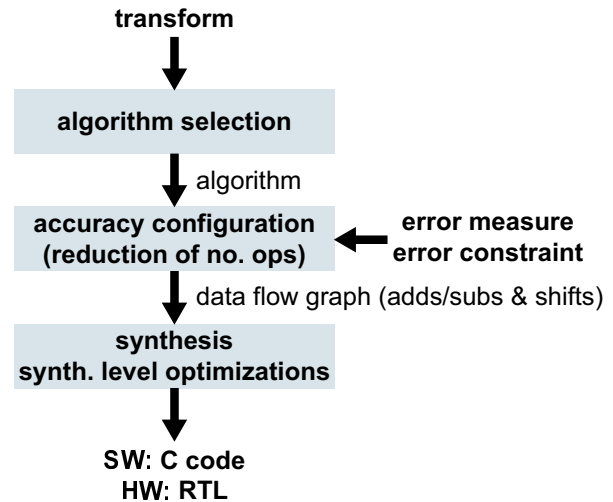 transform
algorithm selection
algorithm
accuracy configuration
(reduction of no. ops)
error measure
error constraint
data flow graph (adds/subs & shifts)
synthesis
synth. level optimizations
SW: C code
HW: RTL